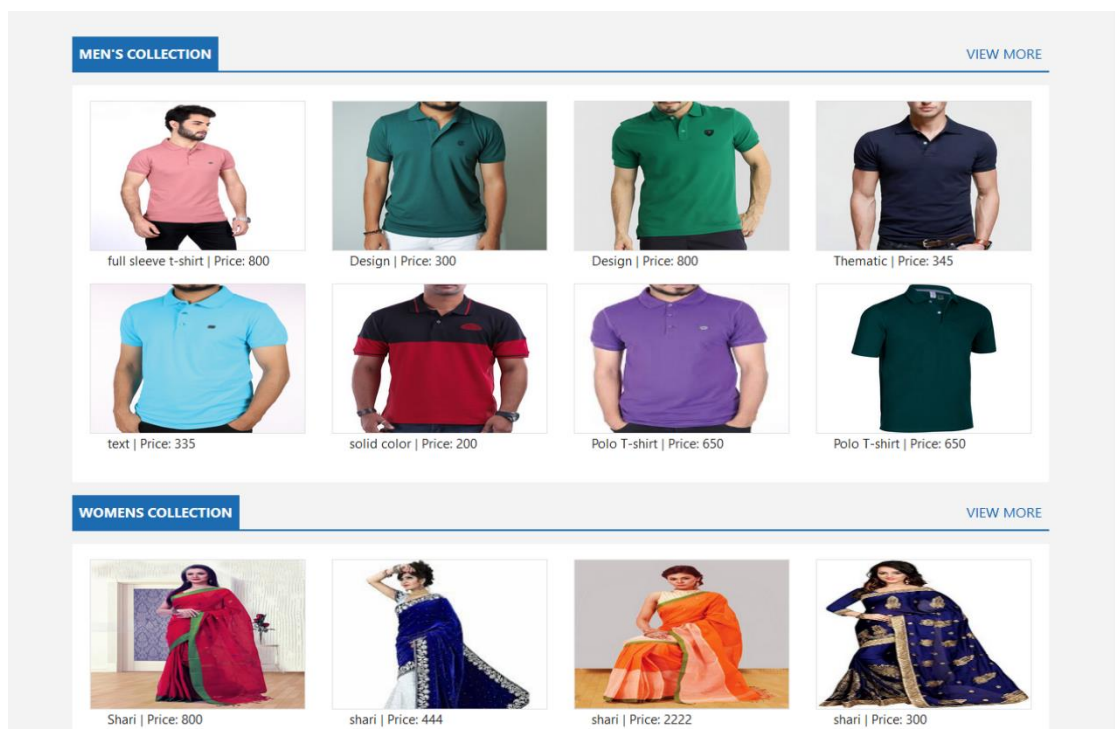 MEN'S COLLECTION VIEW MORE
full sleeve t-shirt | Price: 800
Design | Price: 300
Design | Price: 800
Thematic | Price: 345
text | Price: 335
solid color | Price: 200
Polo T-shirt | Price: 650
Polo T-shirt | Price: 650
WOMENS COLLECTION VIEW MORE
Shari | Price: 800
shari | Price: 444
shari | Price: 2222
shari | Price: 300